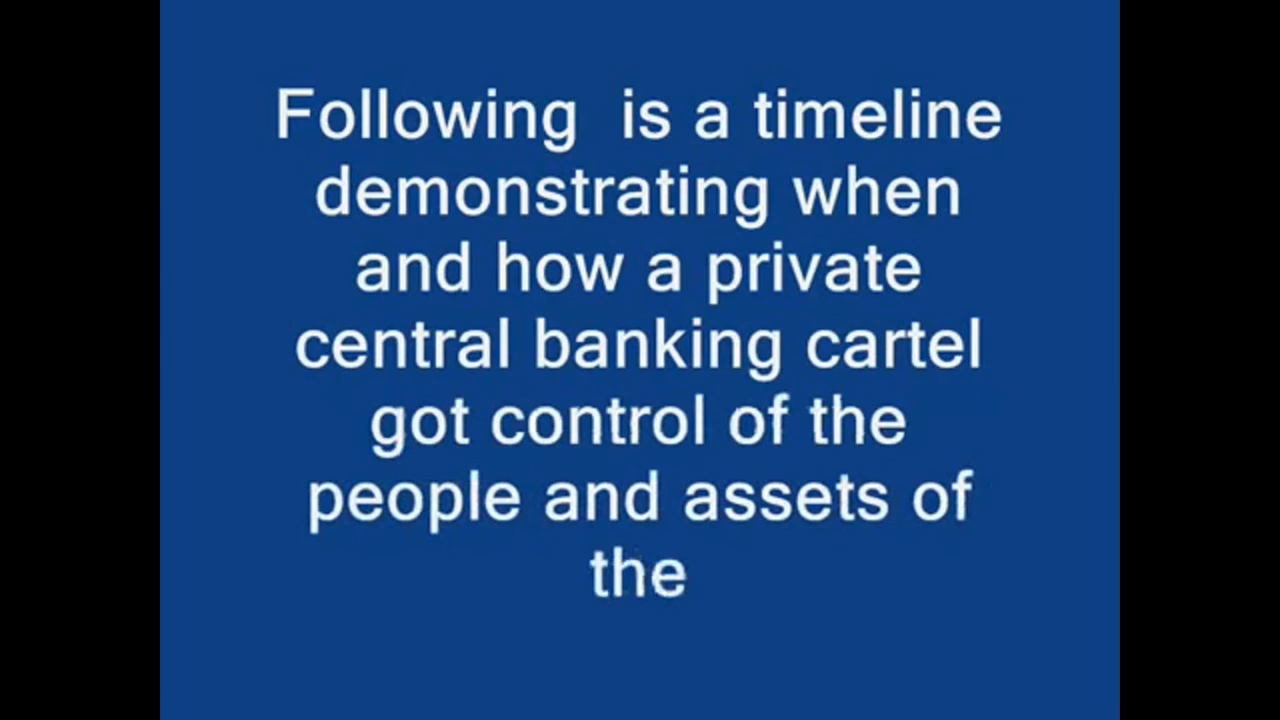 Following  is a timeline
demonstrating when
and how a private
central banking cartel
got control of the
people and assets of
the